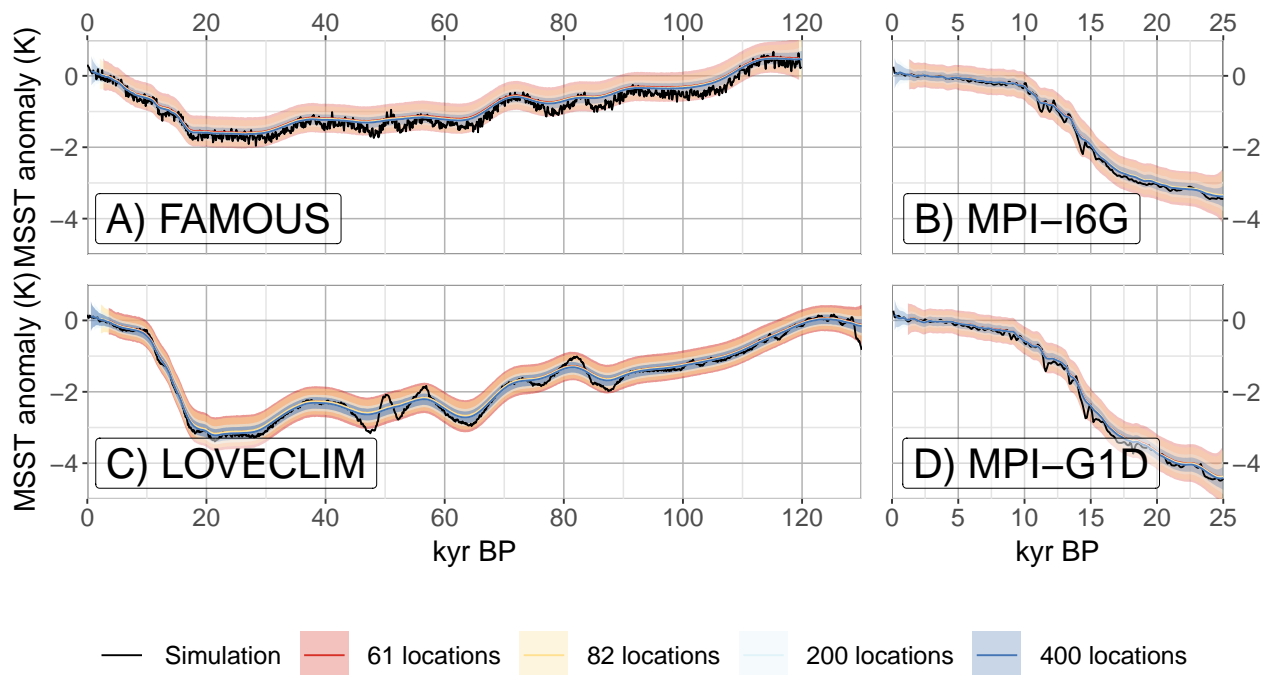 0 20 40 60 80 100 120
0 5 10 15 20 25
MSST anomaly (K)
0
−2
−4
A) FAMOUS
B) MPI−I6G
0
−2
−4
MSST anomaly (K)
0
−2
−4
C) LOVECLIM
D) MPI−G1D
0
−2
−4
0 20 40 60 80 100 120
0 5 10 15 20 25
kyr BP
kyr BP
Simulation
61 locations
82 locations
200 locations
400 locations